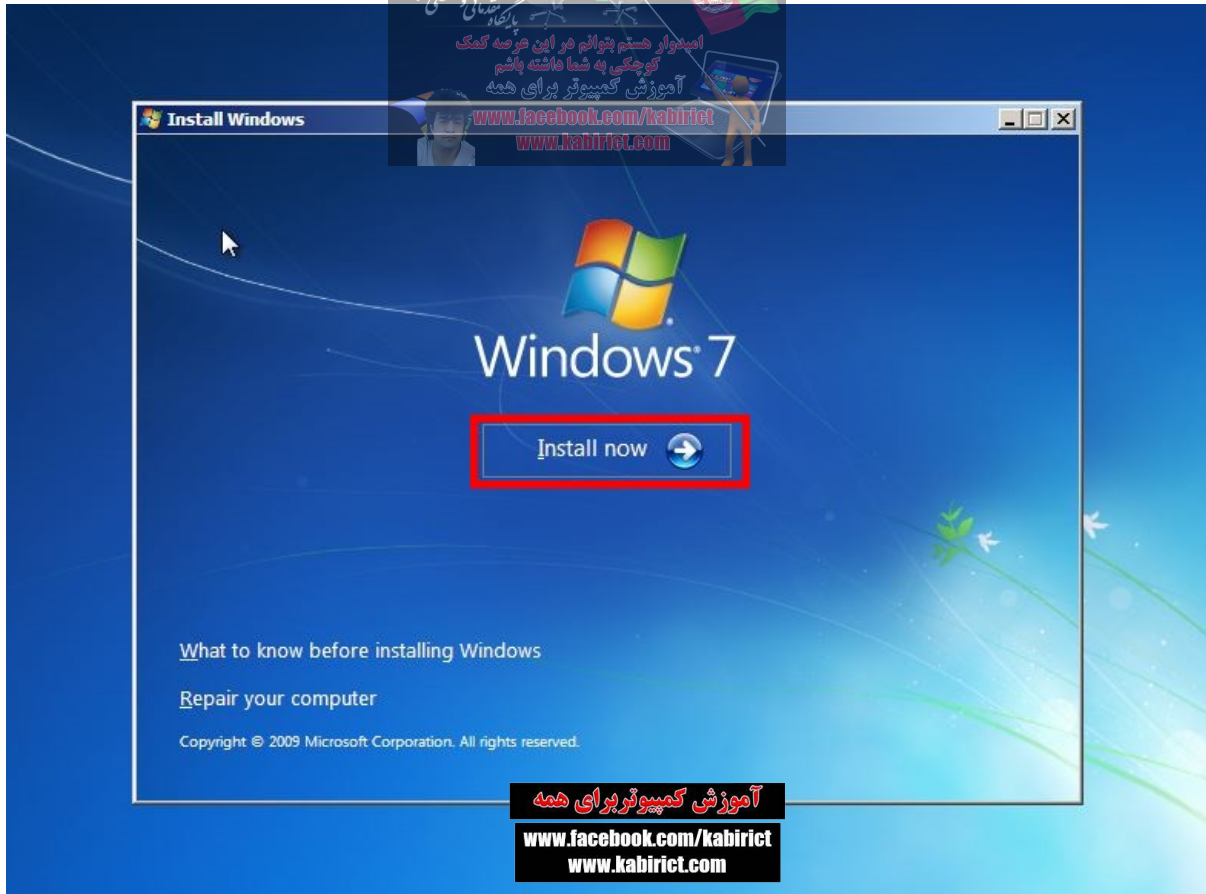 پایگاه
امیدوار هستم بتوانم در این عرصه کمک
کوچکی به شما داشته باشم
آموزش کمپیوتر برای همه
www.facebook.com/kabirict
www.kabirict.com
Install Windows
Windows® 7
Install now
What to know before installing Windows
Repair your computer
Copyright © 2009 Microsoft Corporation. All rights reserved.
آموزش کمپیوتربرای همه
www.facebook.com/kabirict
www.kabirict.com